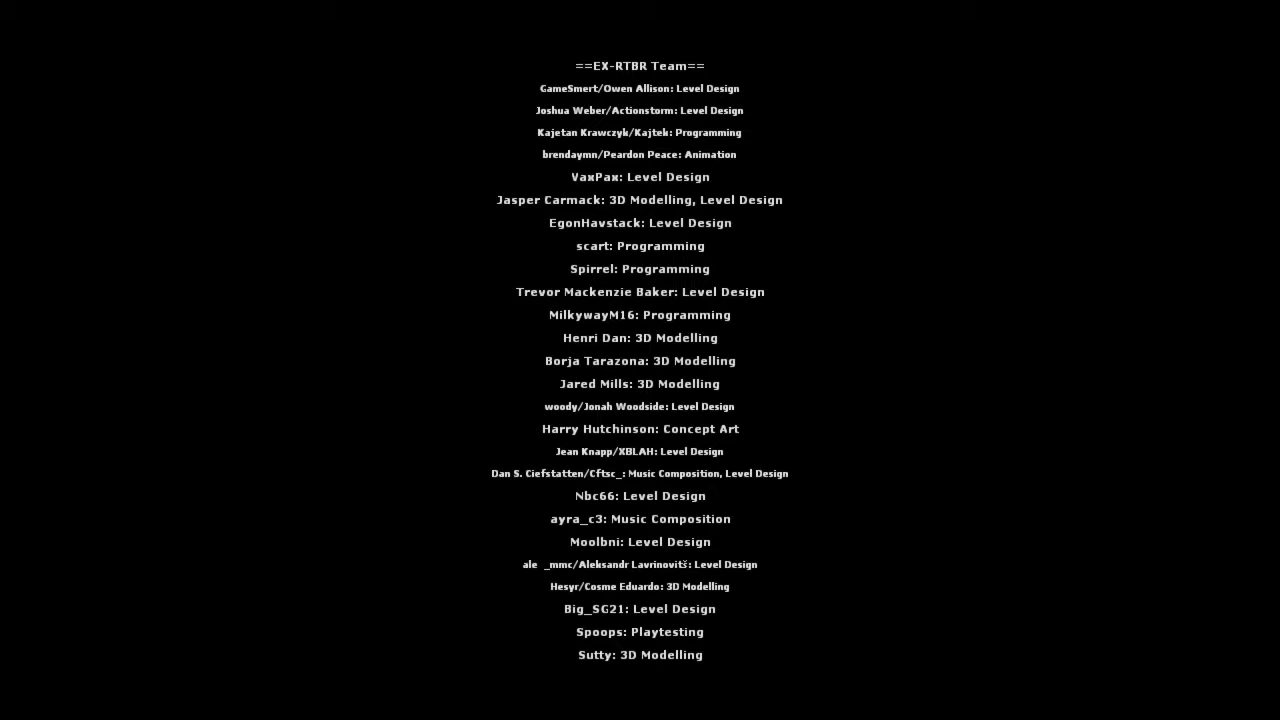 ==EX-RTBR Team==
GameSmert/Owen Allison: Level Design
Joshua Weber/Actionstorm: Level Design
Kajetan Krawczyk/Kajtek: Programming
brendaymn/Peardon Peace: Animation
VaxPax: Level Design
Jasper Carmack: 3D Modelling, Level Design
EgonHavstack: Level Design
scart: Programming
Spirrel: Programming
Trevor Mackenzie Baker: Level Design
MilkywayM16: Programming
Henri Dan: 3D Modelling
Borja Tarazona: 3D Modelling
Jared Mills: 3D Modelling
woody/Jonah Woodside: Level Design
Harry Hutchinson: Concept Art
Jean Knapp/XBLAH: Level Design
Dan S. Ciefstatten/Cftsc_: Music Composition, Level Design
Nbc66: Level Design
ayra_c3: Music Composition
Moolbni: Level Design
ale _mmc/Aleksandr Lavrinovitš: Level Design
Hesyr/Cosme Eduardo: 3D Modelling
Big_SG21: Level Design
Spoops: Playtesting
Sutty: 3D Modelling